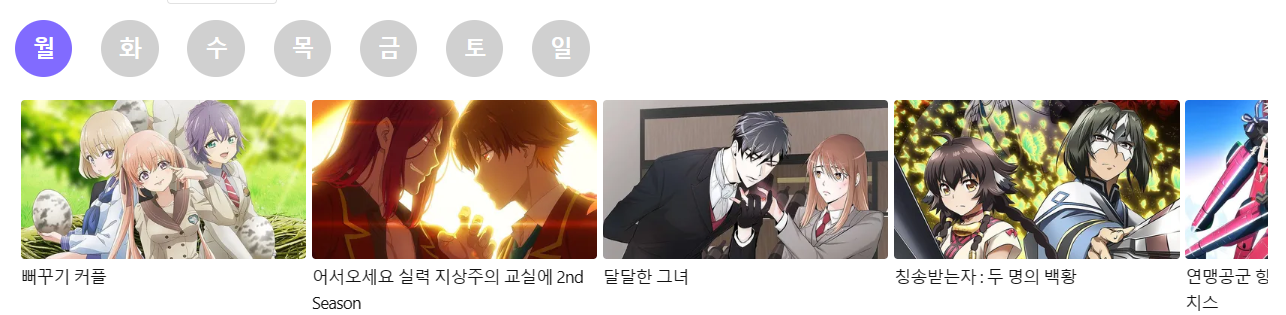 월 화 수 목 금 토 일
뻐꾸기 커플
어서오세요 실력 지상주의 교실에 2nd
Season
달달한 그녀
칭송받는자 : 두 명의 백황
연맹공군
치스